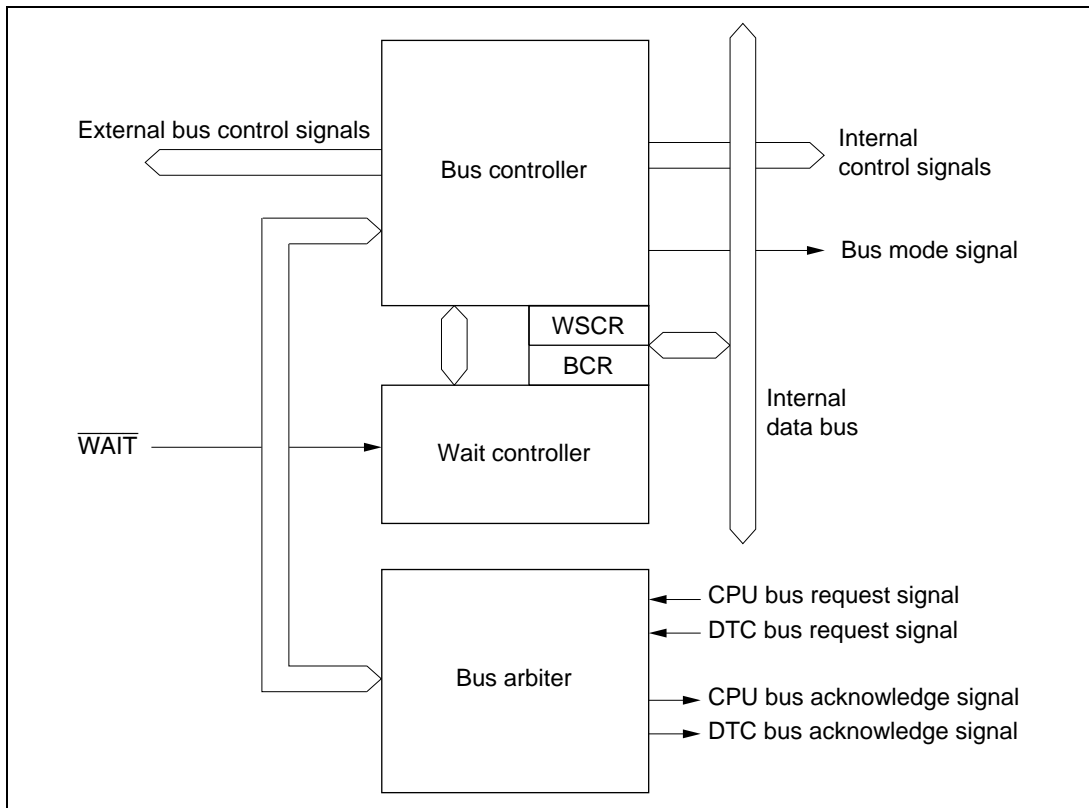 External bus control signals
Bus controller
Internal
control signals
Bus mode signal
WSCR
BCR
Internal
data bus
WAIT
Wait controller
CPU bus request signal
DTC bus request signal
Bus arbiter
CPU bus acknowledge signal
DTC bus acknowledge signal